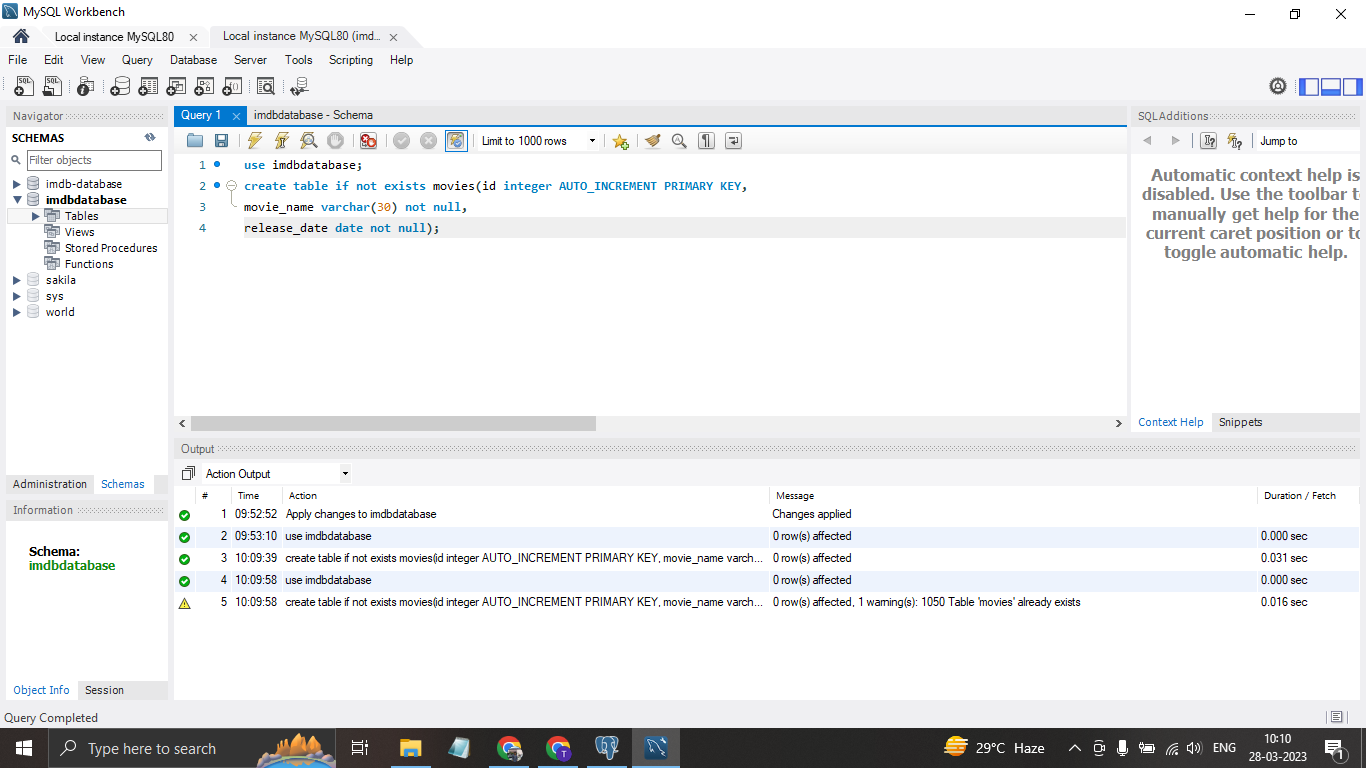 MySQL Workbench
Local instance MySQL80
Local instance MySQL80 (imd...
File Edit View Query Database Server Tools Scripting Help
Navigator
SCHEMAS
Filter objects
imdb-database
imdbdatabase
Tables
Views
Stored Procedures
Functions
sakila
sys
world
Administration Schemas
Information
Schema:
imdbdatabase
Object Info Session
Query 1
imdbdatabase - Schema
Limit to 1000 rows
1 use imdbdatabase;
2 create table if not exists movies(id integer AUTO_INCREMENT PRIMARY KEY,
3 movie_name varchar(30) not null,
4 release_date date not null);
SQLAdditions
Jump to
Automatic context help is
disabled. Use the toolbar t
manually get help for the
current caret position or to
toggle automatic help.
Context Help Snippets
Output
Action Output
# Time Action Message Duration / Fetch
1 09:52:52 Apply changes to imdbdatabase Changes applied
2 09:53:10 use imdbdatabase 0 row(s) affected 0.000 sec
3 10:09:39 create table if not exists movies(id integer AUTO_INCREMENT PRIMARY KEY, movie_name varch... 0 row(s) affected 0.031 sec
4 10:09:58 use imdbdatabase 0 row(s) affected 0.000 sec
5 10:09:58 create table if not exists movies(id integer AUTO_INCREMENT PRIMARY KEY, movie_name varch... 0 row(s) affected, 1 warning(s): 1050 Table 'movies' already exists 0.016 sec
Query Completed
Type here to search
29°C Haze
ENG
10:10
28-03-2023
1